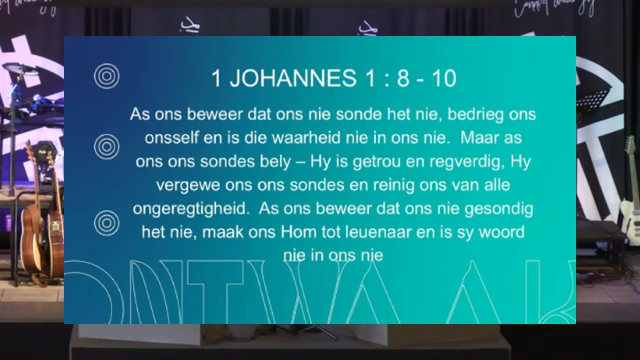 1 JOHANNES 1 : 8 - 10
As ons beweer dat ons nie sonde het nie, bedrieg ons
onsself en is die waarheid nie in ons nie. Maar as
ons ons sondes bely – Hy is getrou en regverdig, Hy
vergewe ons ons sondes en reinig ons van alle
ongeregtigheid. As ons beweer dat ons nie gesondig
het nie, maak ons Hom tot leuenaar en is sy woord
nie in ons nie
ONTWAAK